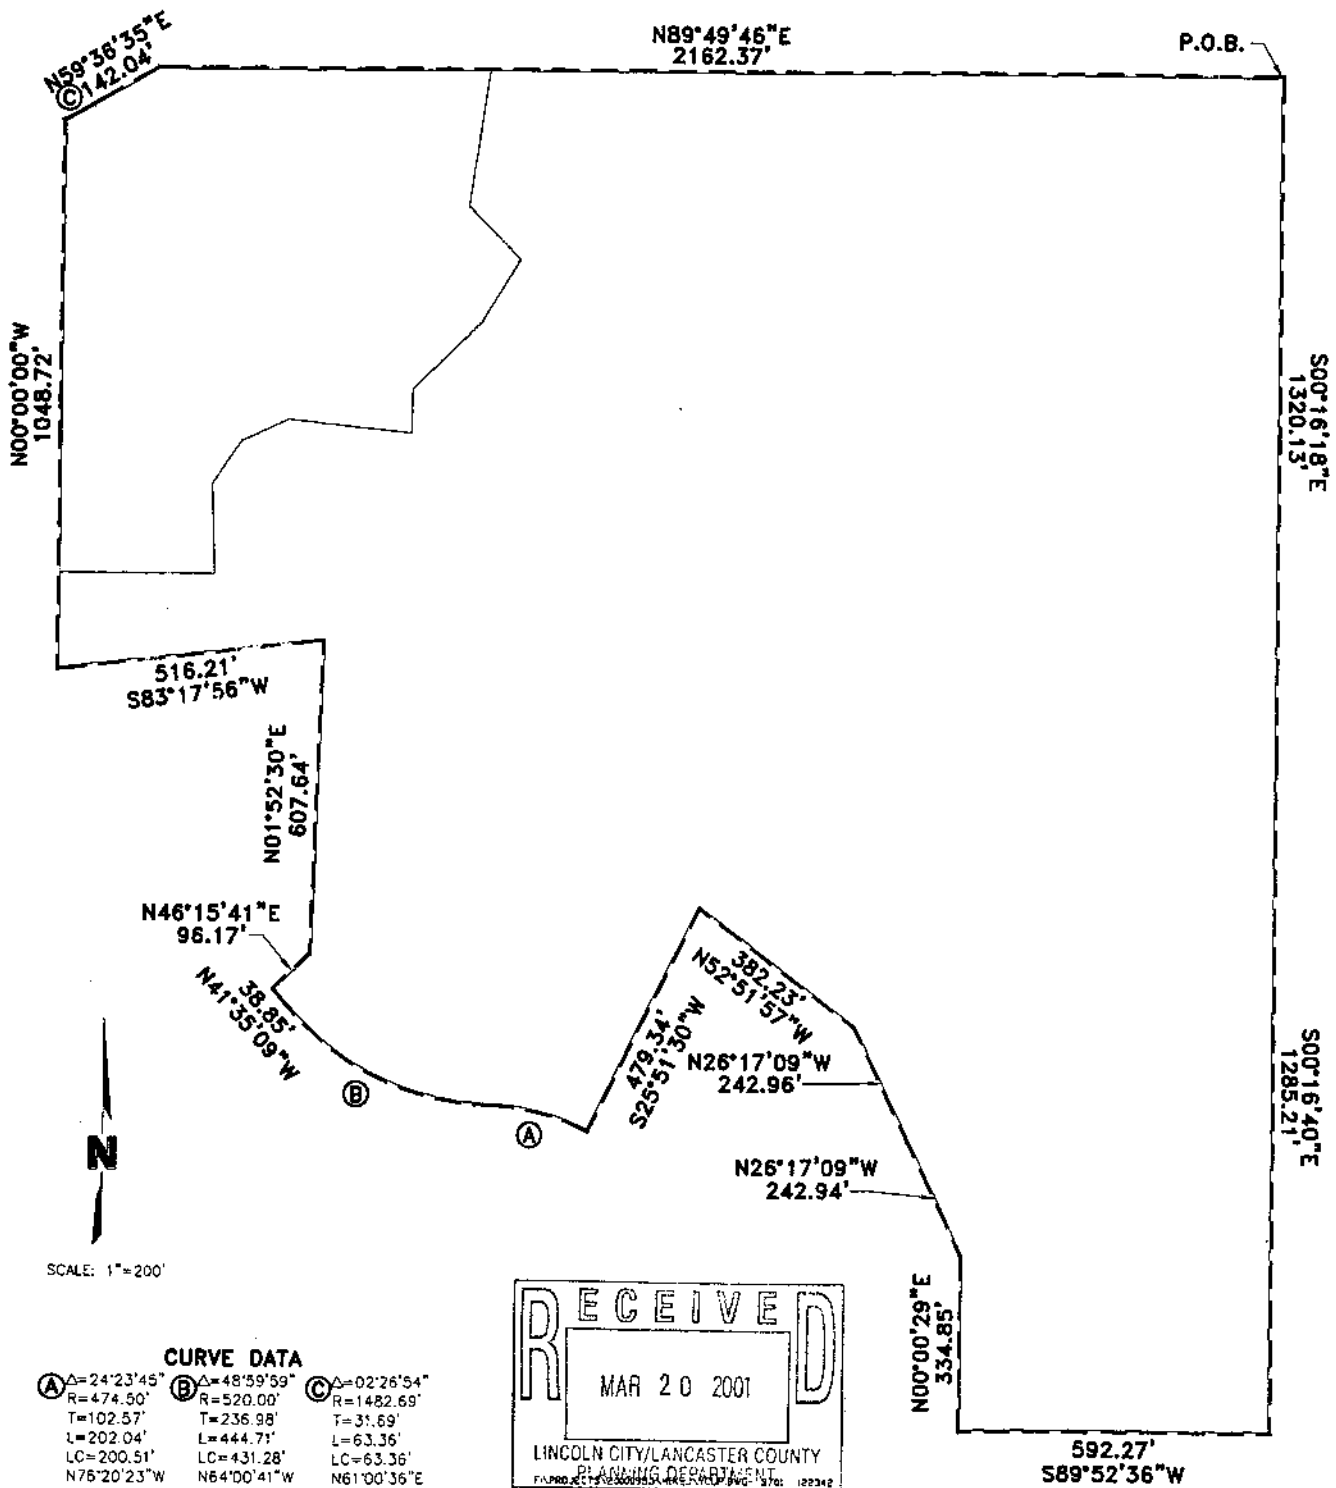 N59°36'35"E
142.04'
C
N89°49'46"E
2162.37'
P.O.B.
N00°00'00"W
1048.72'
S00°16'18"E
1320.13'
516.21'
S83°17'56"W
N01°52'30"E
607.64'
N46°15'41"E
96.17'
38.85'
N41°35'09"W
B
A
479.34'
S25°51'30"W
382.23'
N52°51'57"W
N26°17'09"W
242.96'
N26°17'09"W
242.94'
S00°16'40"E
1285.21'
N00°00'29"E
334.85'
592.27'
S89°52'36"W
N
SCALE: 1"=200'
CURVE DATA
A Δ=24°23'45"
R=474.50'
T=102.57'
L=202.04'
LC=200.51'
N76°20'23"W
B Δ=48°59'59"
R=520.00'
T=236.98'
L=444.71'
LC=431.28'
N64°00'41"W
C Δ=02°26'54"
R=1482.69'
T=31.69'
L=63.36'
LC=63.36'
N61°00'36"E
RECEIVED
MAR 20 2001
LINCOLN CITY/LANCASTER COUNTY
PLANNING DEPARTMENT